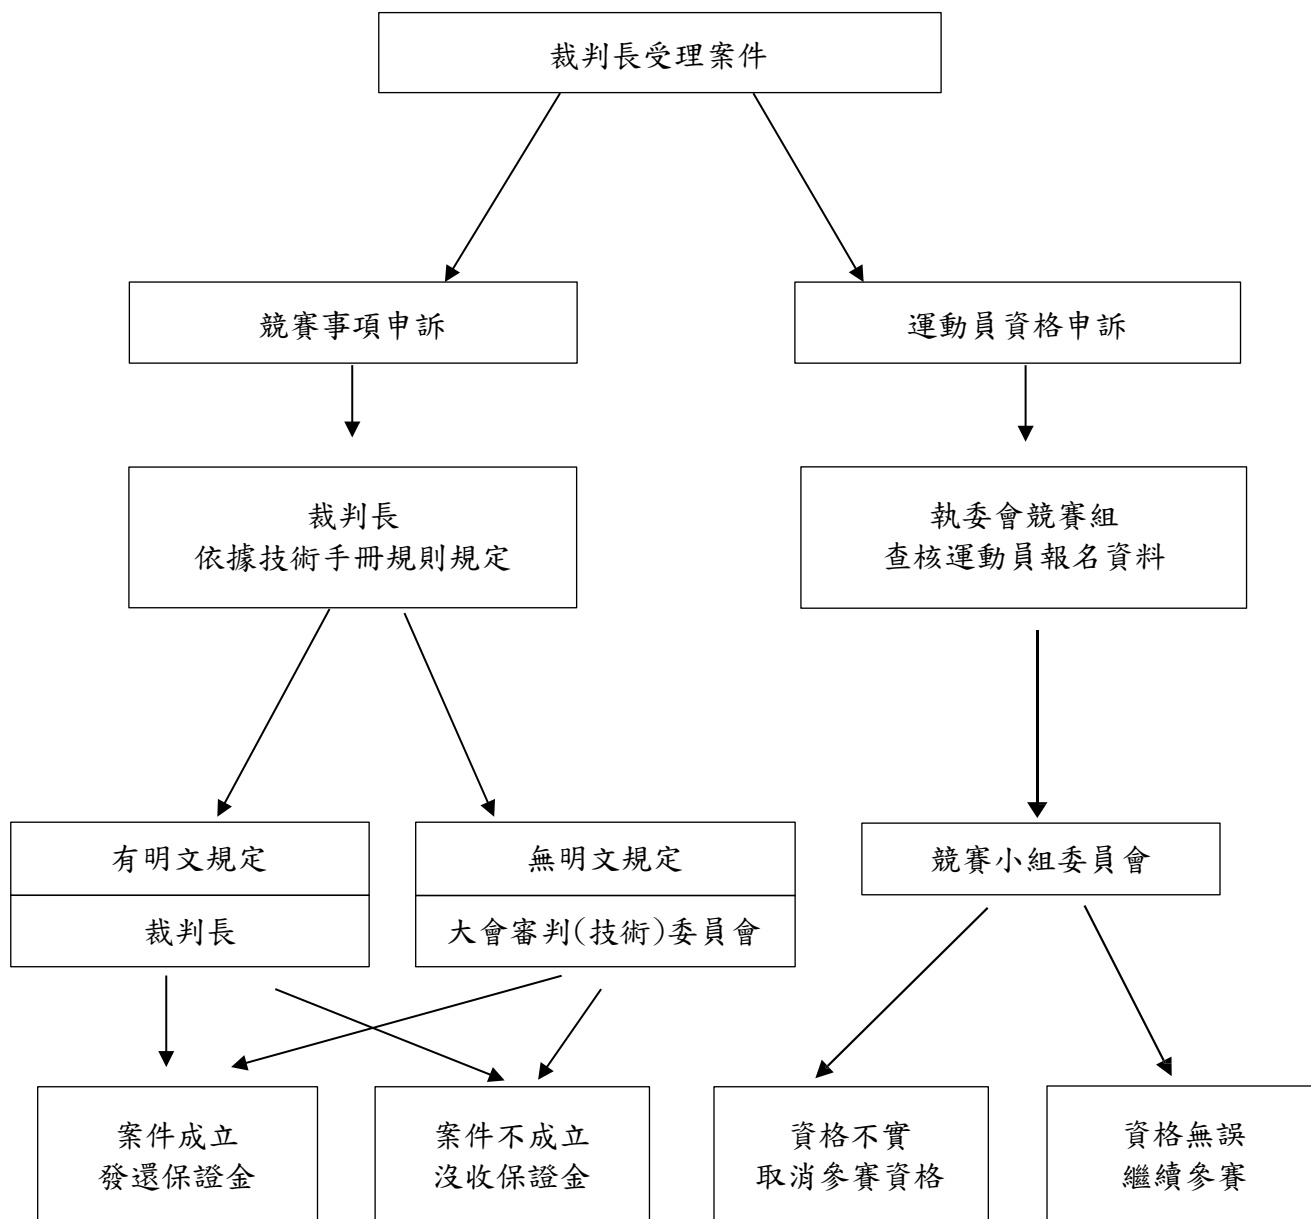 裁判長受理案件
競賽事項申訴
運動員資格申訴
裁判長
依據技術手冊規則規定
執委會競賽組
查核運動員報名資料
有明文規定
裁判長
無明文規定
大會審判(技術)委員會
競賽小組委員會
案件成立
發還保證金
案件不成立
沒收保證金
資格不實
取消參賽資格
資格無誤
繼續參賽